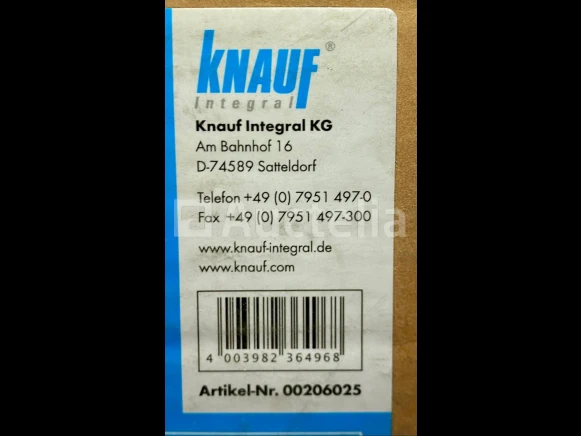 KNAUF ®
Integral
Knauf Integral KG
Am Bahnhof 16
D-74589 Satteldorf
Telefon +49 (0) 7951 497-0
Auctelia
Fax +49 (0) 7951 497-300
www.knauf-integral.de
www.knauf.com
4 003982 364968
Artikel-Nr. 00206025